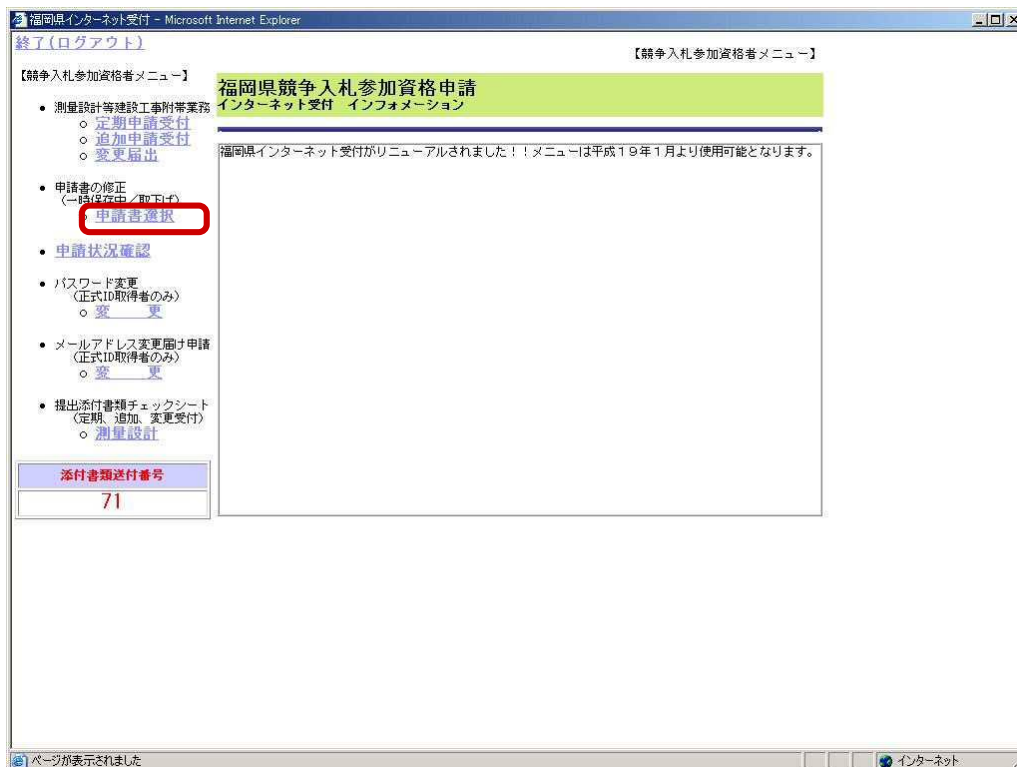 福岡県インターネット受付 - Microsoft Internet Explorer
終了(ログアウト)
【競争入札参加資格者メニュー】
【競争入札参加資格者メニュー】
測量設計等建設工事附帯業務
定期申請受付
追加申請受付
変更届出
申請書の修正
(一時保存中/取下げ)
申請書選択
申請状況確認
パスワード変更
(正式ID取得者のみ)
変 更
メールアドレス変更届け申請
(正式ID取得者のみ)
変 更
提出添付書類チェックシート
(定期、追加、変更受付)
測量設計
添付書類送付番号
71
福岡県競争入札参加資格申請
インターネット受付 インフォメーション
福岡県インターネット受付がリニューアルされました!!メニューは平成19年1月より使用可能となります。
ページが表示されました
インターネット